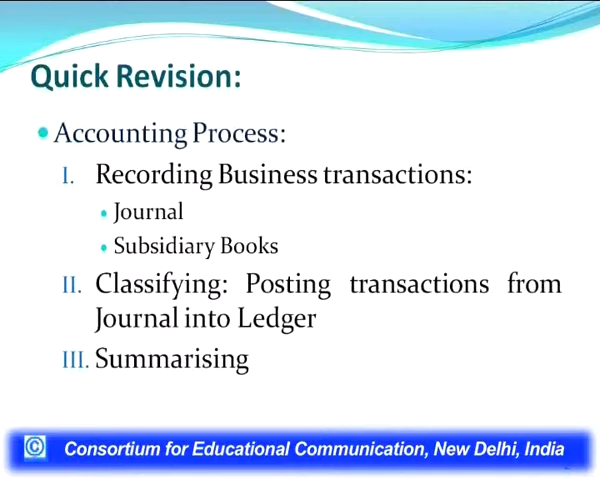 Quick Revision:
• Accounting Process:
I. Recording Business transactions:
• Journal
• Subsidiary Books
II. Classifying: Posting transactions from
Journal into Ledger
III. Summarising
© Consortium for Educational Communication, New Delhi, India